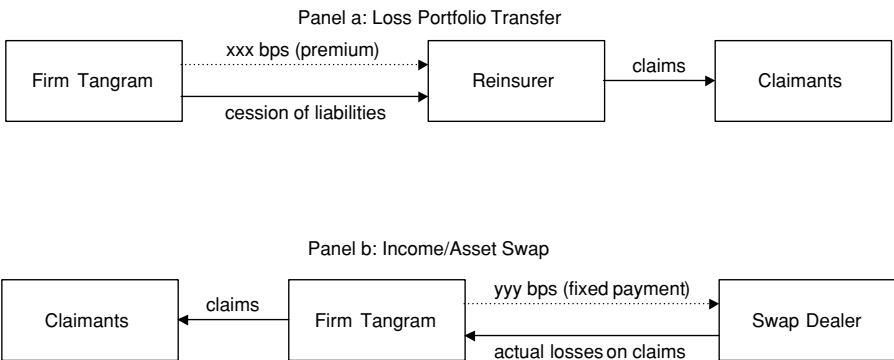 Panel a: Loss Portfolio Transfer
xxx bps (premium)
Firm Tangram
Reinsurer
claims
Claimants
cession of liabilities
Panel b: Income/Asset Swap
Claimants
claims
Firm Tangram
yyy bps (fixed payment)
Swap Dealer
actual losses on claims